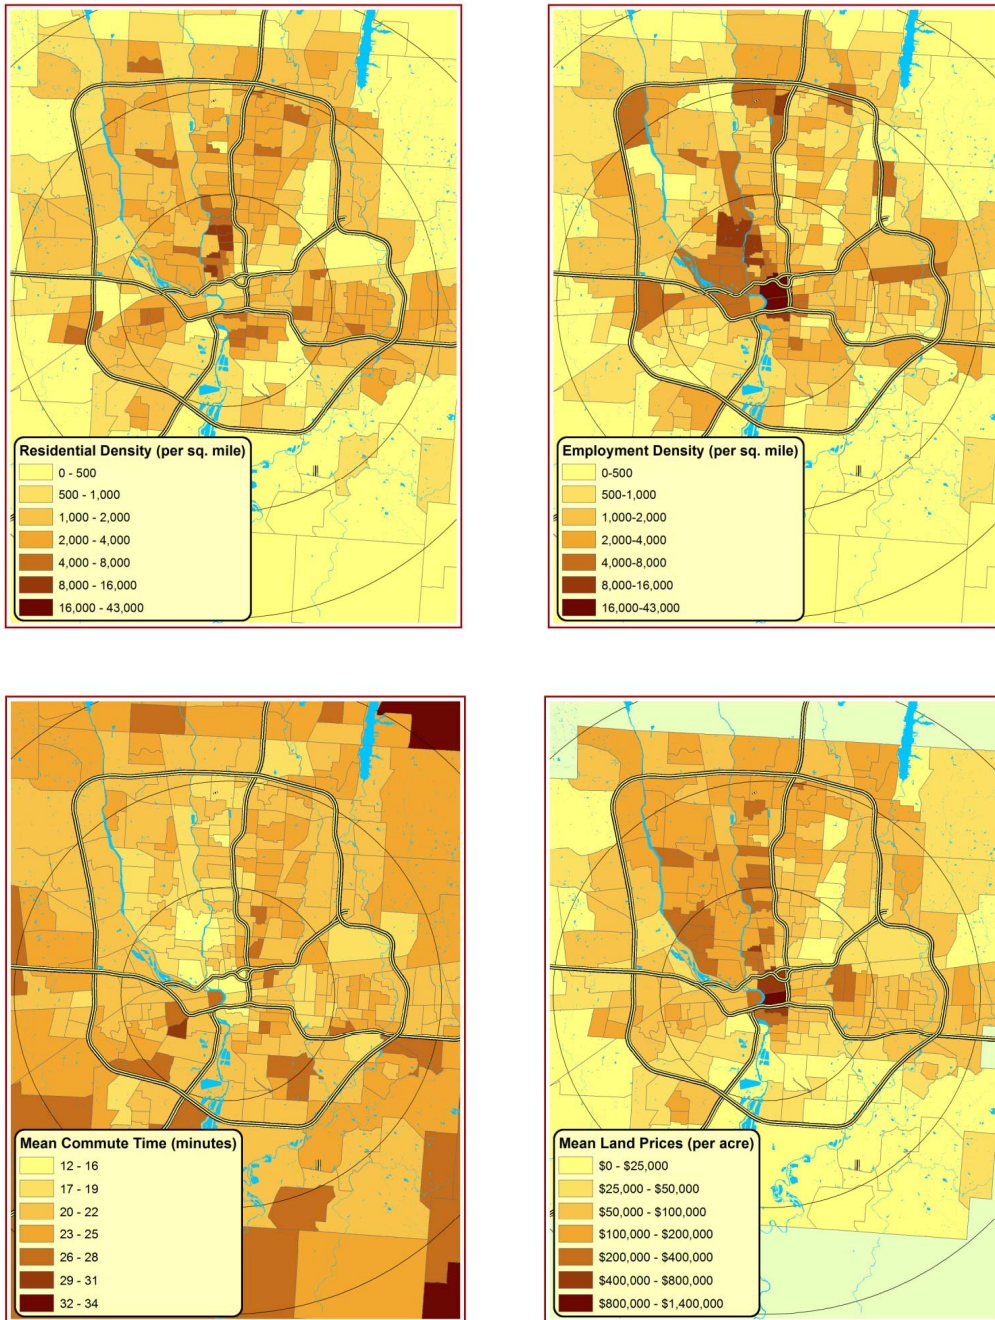 Residential Density (per sq. mile)
0 - 500
500 - 1,000
1,000 - 2,000
2,000 - 4,000
4,000 - 8,000
8,000 - 16,000
16,000 - 43,000
Employment Density (per sq. mile)
0-500
500-1,000
1,000-2,000
2,000-4,000
4,000-8,000
8,000-16,000
16,000-43,000
Mean Commute Time (minutes)
12 - 16
17 - 19
20 - 22
23 - 25
26 - 28
29 - 31
32 - 34
Mean Land Prices (per acre)
$0 - $25,000
$25,000 - $50,000
$50,000 - $100,000
$100,000 - $200,000
$200,000 - $400,000
$400,000 - $800,000
$800,000 - $1,400,000